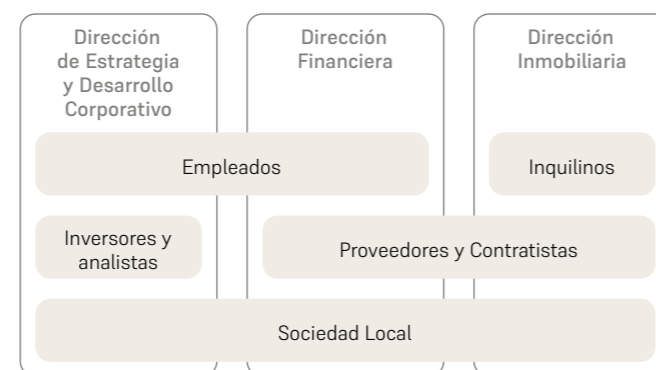 Dirección
de Estrategia
y Desarrollo
Corporativo
Dirección
Financiera
Dirección
Inmobiliaria
Empleados
Inquilinos
Inversores y
analistas
Proveedores y Contratistas
Sociedad Local